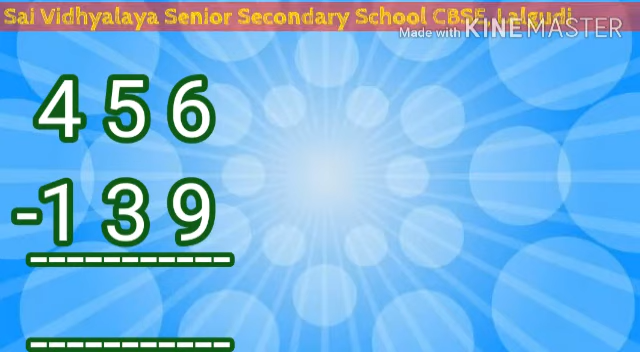 Sai Vidhyalaya Senior Secondary School CBSE, Lalgudi
Made with KINEMASTER
4 5 6
-1 3 9